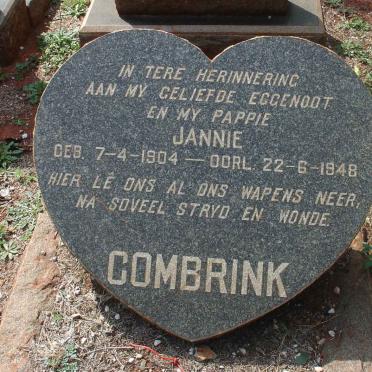 IN TERE HERINNERING
AAN MY GELIEFDE EGGENOOT
EN MY PAPPIE
JANNIE
GEB. 7-4-1904 — OORL. 22-6-1948
HIER LÊ ONS AL ONS WAPENS NEER,
NA SOVEEL STRYD EN WONDE.
COMBRINK